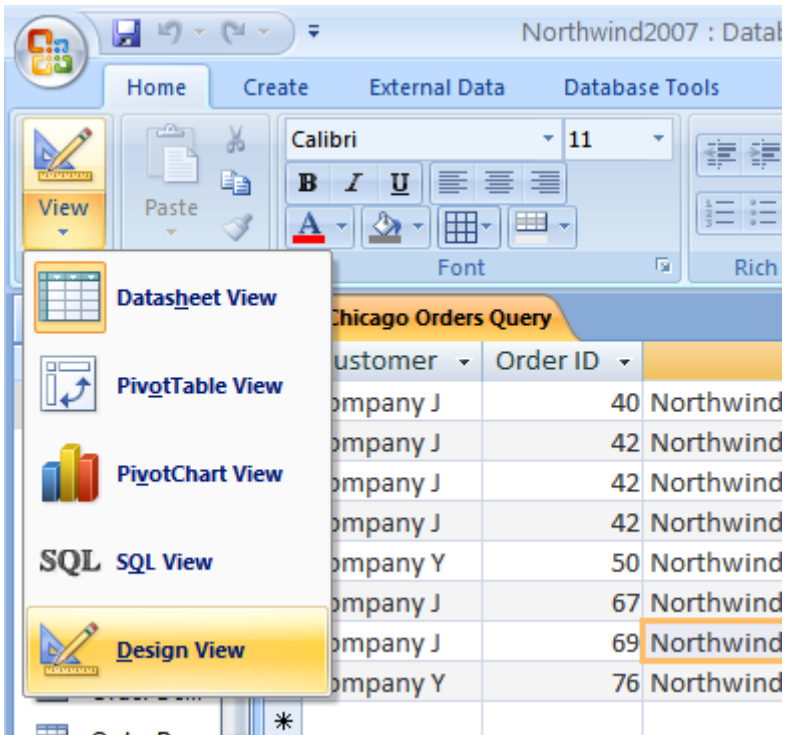 Northwind2007 : Datab
Home Create External Data Database Tools
Calibri 11
B I U
View Paste
A
Font Rich
Datasheet View
PivotTable View
PivotChart View
SQL SQL View
Design View
Chicago Orders Query
ustomer Order ID
ompany J 40 Northwind
ompany J 42 Northwind
ompany J 42 Northwind
ompany J 42 Northwind
ompany Y 50 Northwind
ompany J 67 Northwind
ompany J 69 Northwind
ompany Y 76 Northwind